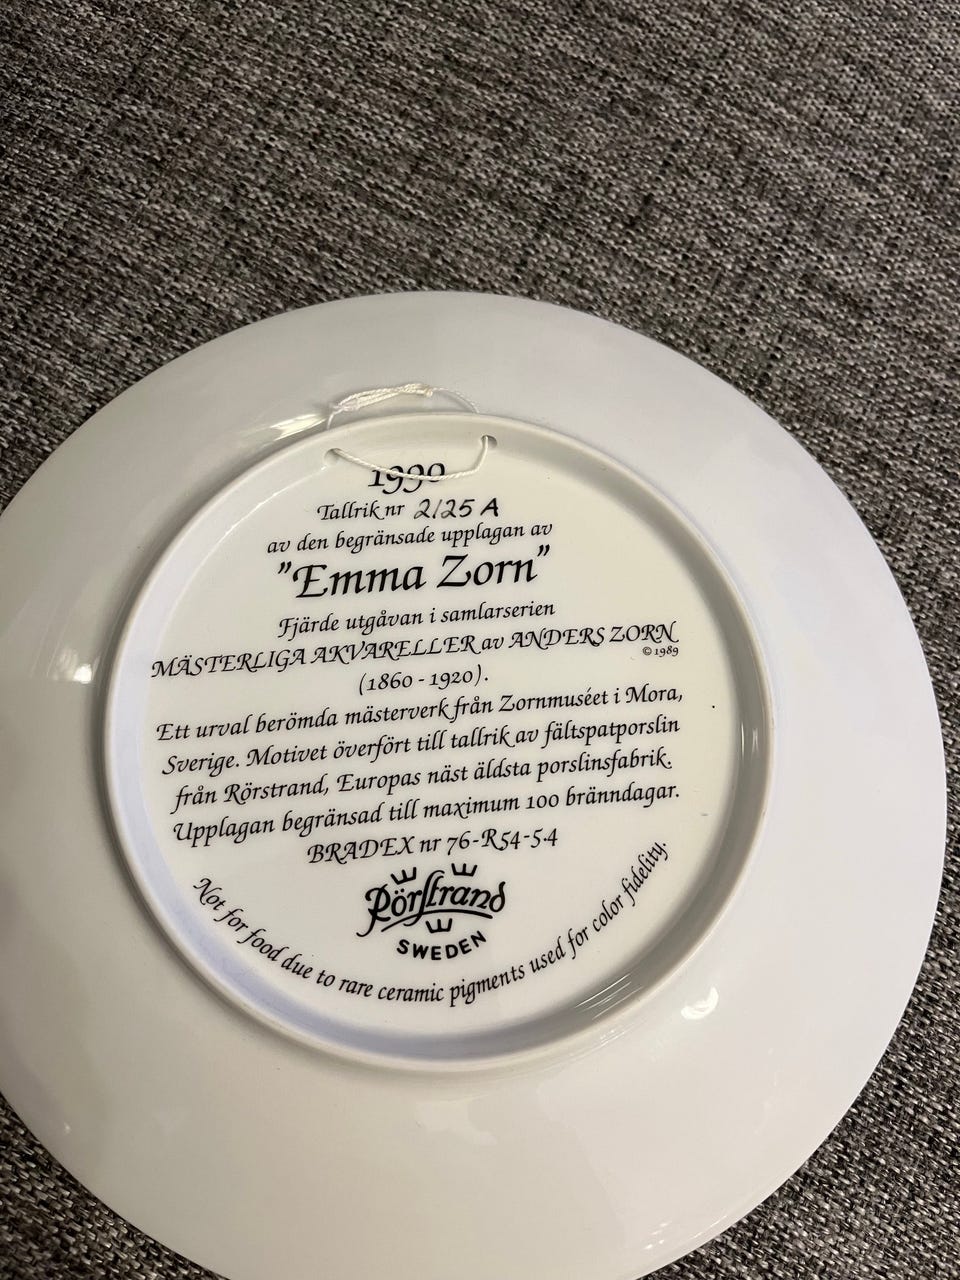 1990
Tallrik nr 2125 A
av den begränsade upplagan av
"Emma Zorn"
Fjärde utgåvan i samlarserien
MÄSTERLIGA AKVARELLER av ANDERS ZORN
© 1989
(1860 - 1920).
Ett urval berömda mästerverk från Zornmuséet i Mora,
Sverige. Motivet överfört till tallrik av fältspatporslin
från Rörstrand, Europas näst äldsta porslinsfabrik.
Upplagan begränsad till maximum 100 bränndagar.
BRADEX nr 76-R54-5.4
Rörstrand
SWEDEN
Not for food due to rare ceramic pigments used for color fidelity.